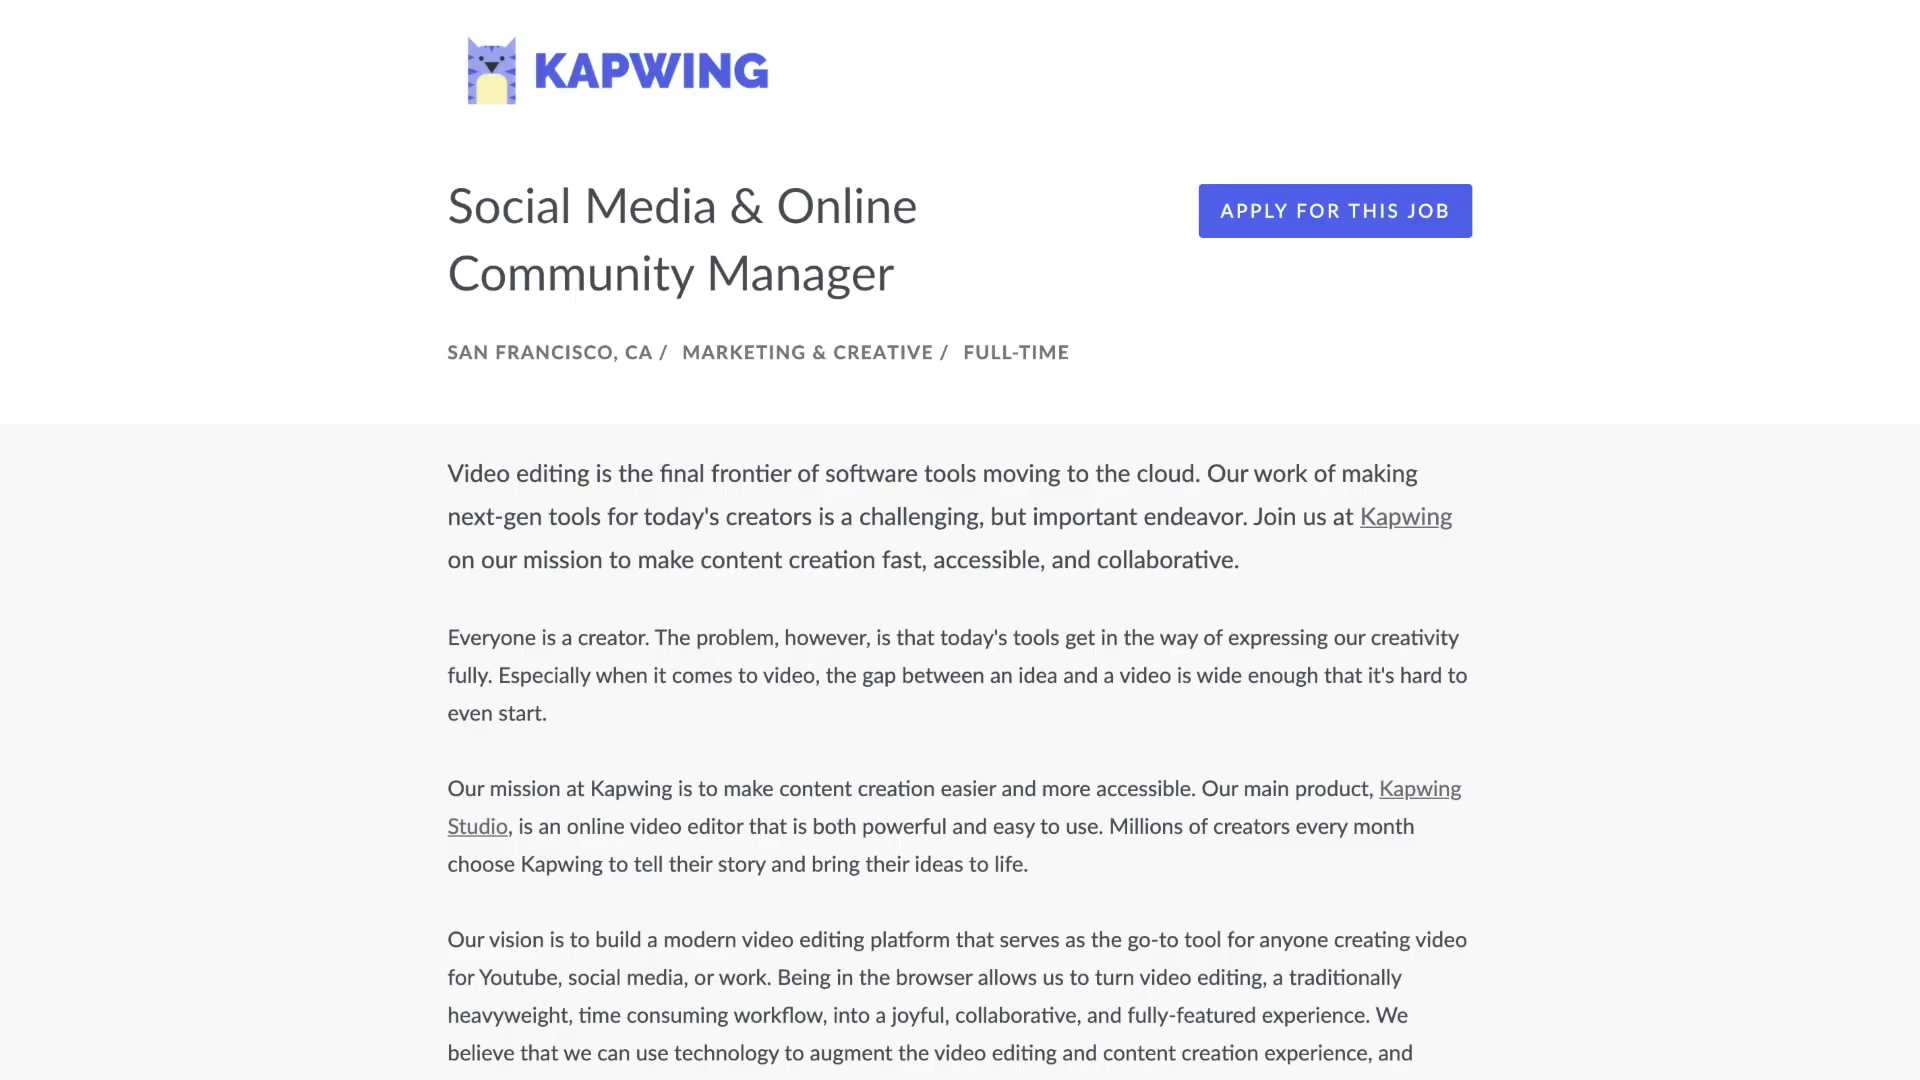 KAPWING
Social Media & Online
Community Manager
APPLY FOR THIS JOB
SAN FRANCISCO, CA / MARKETING & CREATIVE / FULL-TIME
Video editing is the final frontier of software tools moving to the cloud. Our work of making
next-gen tools for today's creators is a challenging, but important endeavor. Join us at Kapwing
on our mission to make content creation fast, accessible, and collaborative.
Everyone is a creator. The problem, however, is that today's tools get in the way of expressing our creativity
fully. Especially when it comes to video, the gap between an idea and a video is wide enough that it's hard to
even start.
Our mission at Kapwing is to make content creation easier and more accessible. Our main product, Kapwing
Studio, is an online video editor that is both powerful and easy to use. Millions of creators every month
choose Kapwing to tell their story and bring their ideas to life.
Our vision is to build a modern video editing platform that serves as the go-to tool for anyone creating video
for Youtube, social media, or work. Being in the browser allows us to turn video editing, a traditionally
heavyweight, time consuming workflow, into a joyful, collaborative, and fully-featured experience. We
believe that we can use technology to augment the video editing and content creation experience, and